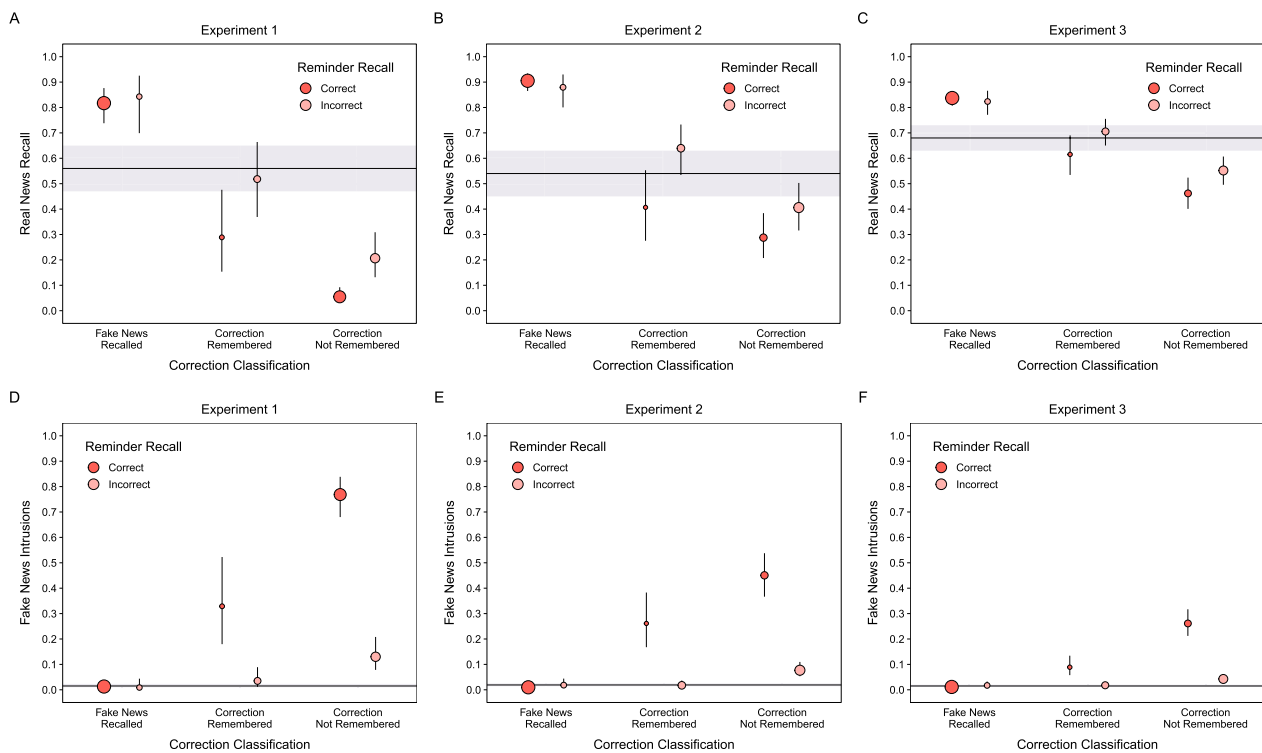 A
Experiment 1
Real News Recall
1.0
0.9
0.8
0.7
0.6
0.5
0.4
0.3
0.2
0.1
0.0
Reminder Recall
Correct
Incorrect
Fake News
Recalled
Correction
Remembered
Correction
Not Remembered
Correction Classification
B
Experiment 2
Real News Recall
1.0
0.9
0.8
0.7
0.6
0.5
0.4
0.3
0.2
0.1
0.0
Reminder Recall
Correct
Incorrect
Fake News
Recalled
Correction
Remembered
Correction
Not Remembered
Correction Classification
C
Experiment 3
Real News Recall
1.0
0.9
0.8
0.7
0.6
0.5
0.4
0.3
0.2
0.1
0.0
Reminder Recall
Correct
Incorrect
Fake News
Recalled
Correction
Remembered
Correction
Not Remembered
Correction Classification
D
Experiment 1
Fake News Intrusions
1.0
0.9
0.8
0.7
0.6
0.5
0.4
0.3
0.2
0.1
0.0
Reminder Recall
Correct
Incorrect
Fake News
Recalled
Correction
Remembered
Correction
Not Remembered
Correction Classification
E
Experiment 2
Fake News Intrusions
1.0
0.9
0.8
0.7
0.6
0.5
0.4
0.3
0.2
0.1
0.0
Reminder Recall
Correct
Incorrect
Fake News
Recalled
Correction
Remembered
Correction
Not Remembered
Correction Classification
F
Experiment 3
Fake News Intrusions
1.0
0.9
0.8
0.7
0.6
0.5
0.4
0.3
0.2
0.1
0.0
Reminder Recall
Correct
Incorrect
Fake News
Recalled
Correction
Remembered
Correction
Not Remembered
Correction Classification